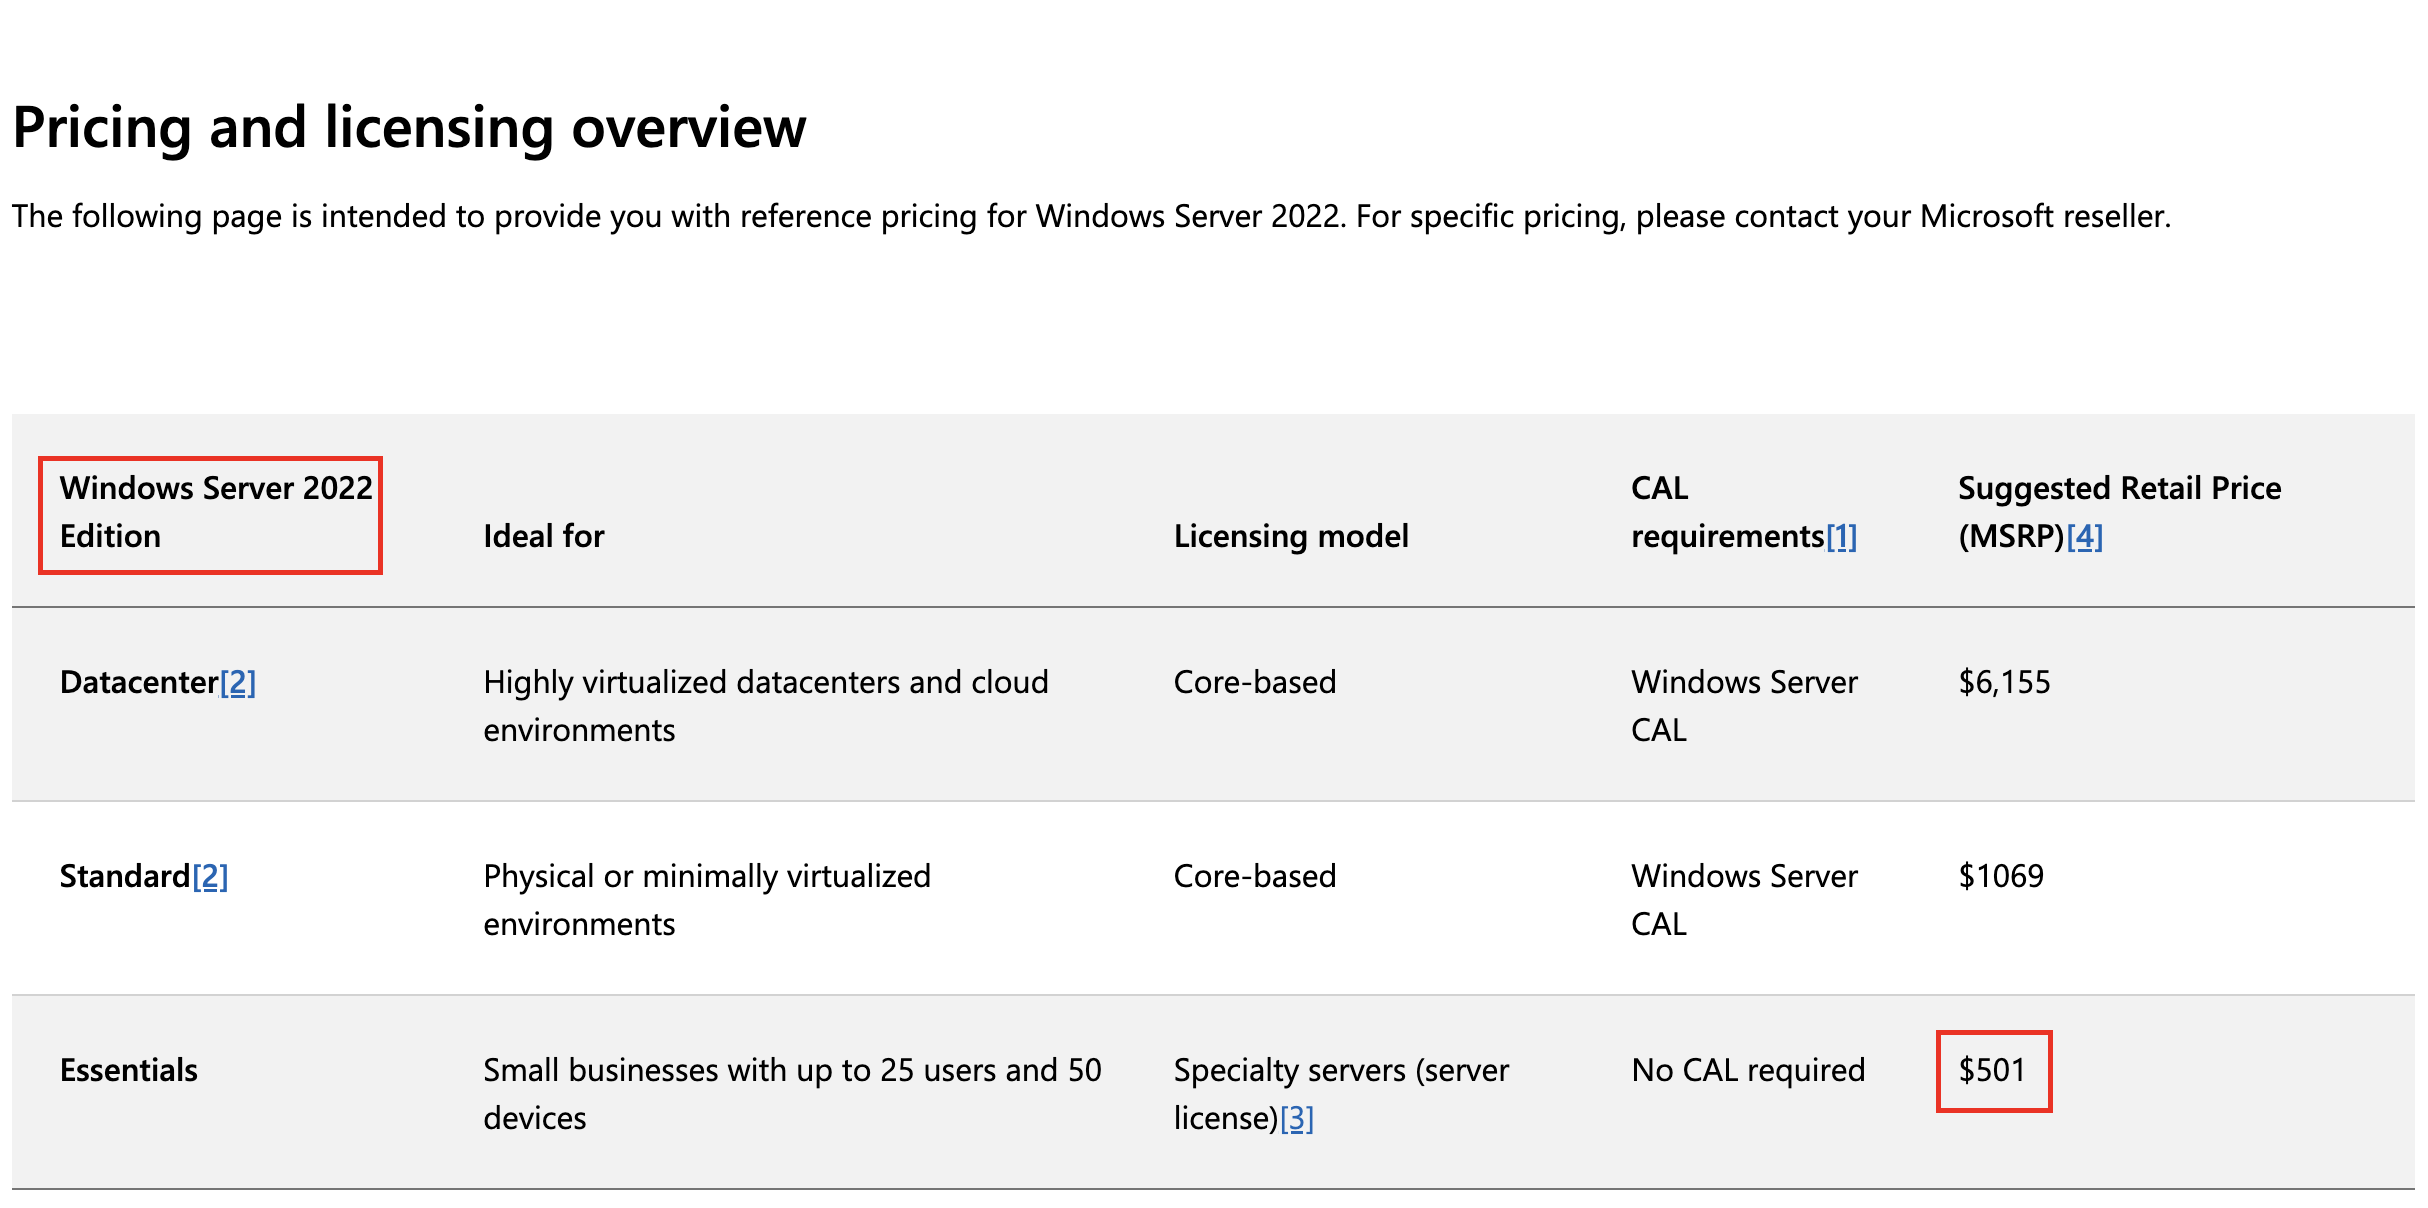 Pricing and licensing overview
The following page is intended to provide you with reference pricing for Windows Server 2022. For specific pricing, please contact your Microsoft reseller.
Windows Server 2022
Edition
Ideal for
Licensing model
CAL
requirements[1]
Suggested Retail Price
(MSRP)[4]
Datacenter[2]
Highly virtualized datacenters and cloud
environments
Core-based
Windows Server
CAL
$6,155
Standard[2]
Physical or minimally virtualized
environments
Core-based
Windows Server
CAL
$1069
Essentials
Small businesses with up to 25 users and 50
devices
Specialty servers (server
license)[3]
No CAL required
$501